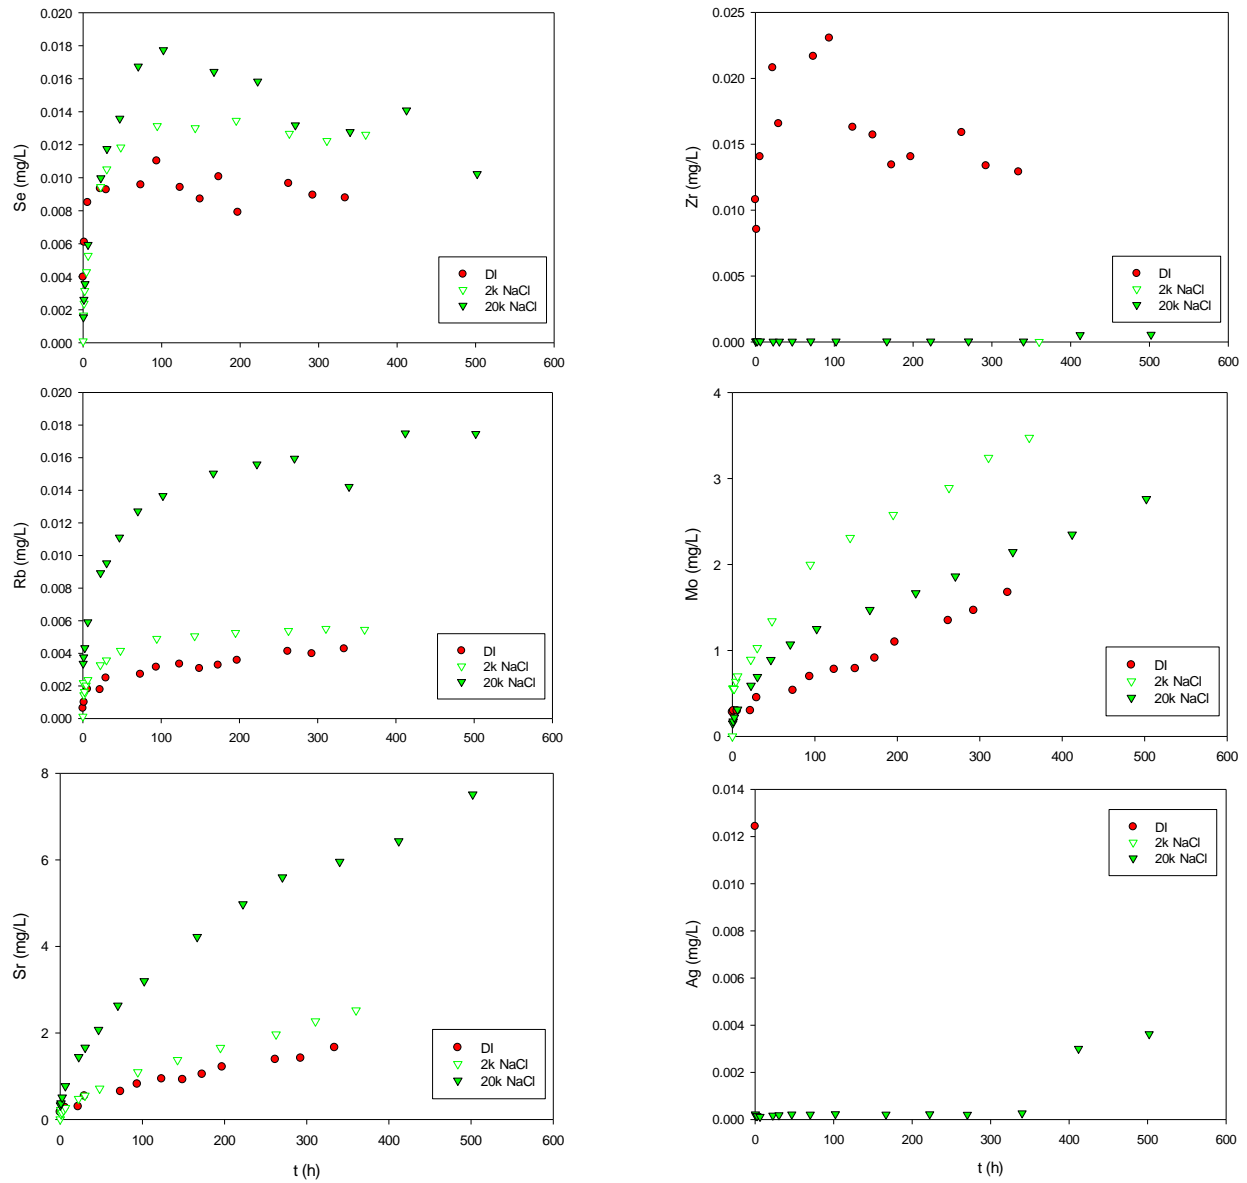 0.020
0.018
0.016
0.014
0.012
0.010
0.008
0.006
0.004
0.002
0.000
Se (mg/L)
0 100 200 300 400 500 600
DI
2k NaCl
20k NaCl
0.025
0.020
0.015
0.010
0.005
0.000
Zr (mg/L)
0 100 200 300 400 500 600
DI
2k NaCl
20k NaCl
0.020
0.018
0.016
0.014
0.012
0.010
0.008
0.006
0.004
0.002
0.000
Rb (mg/L)
0 100 200 300 400 500 600
DI
2k NaCl
20k NaCl
4
3
2
1
0
Mo (mg/L)
0 100 200 300 400 500 600
DI
2k NaCl
20k NaCl
8
6
4
2
0
Sr (mg/L)
0 100 200 300 400 500 600
t (h)
DI
2k NaCl
20k NaCl
0.014
0.012
0.010
0.008
0.006
0.004
0.002
0.000
Ag (mg/L)
0 100 200 300 400 500 600
t (h)
DI
2k NaCl
20k NaCl